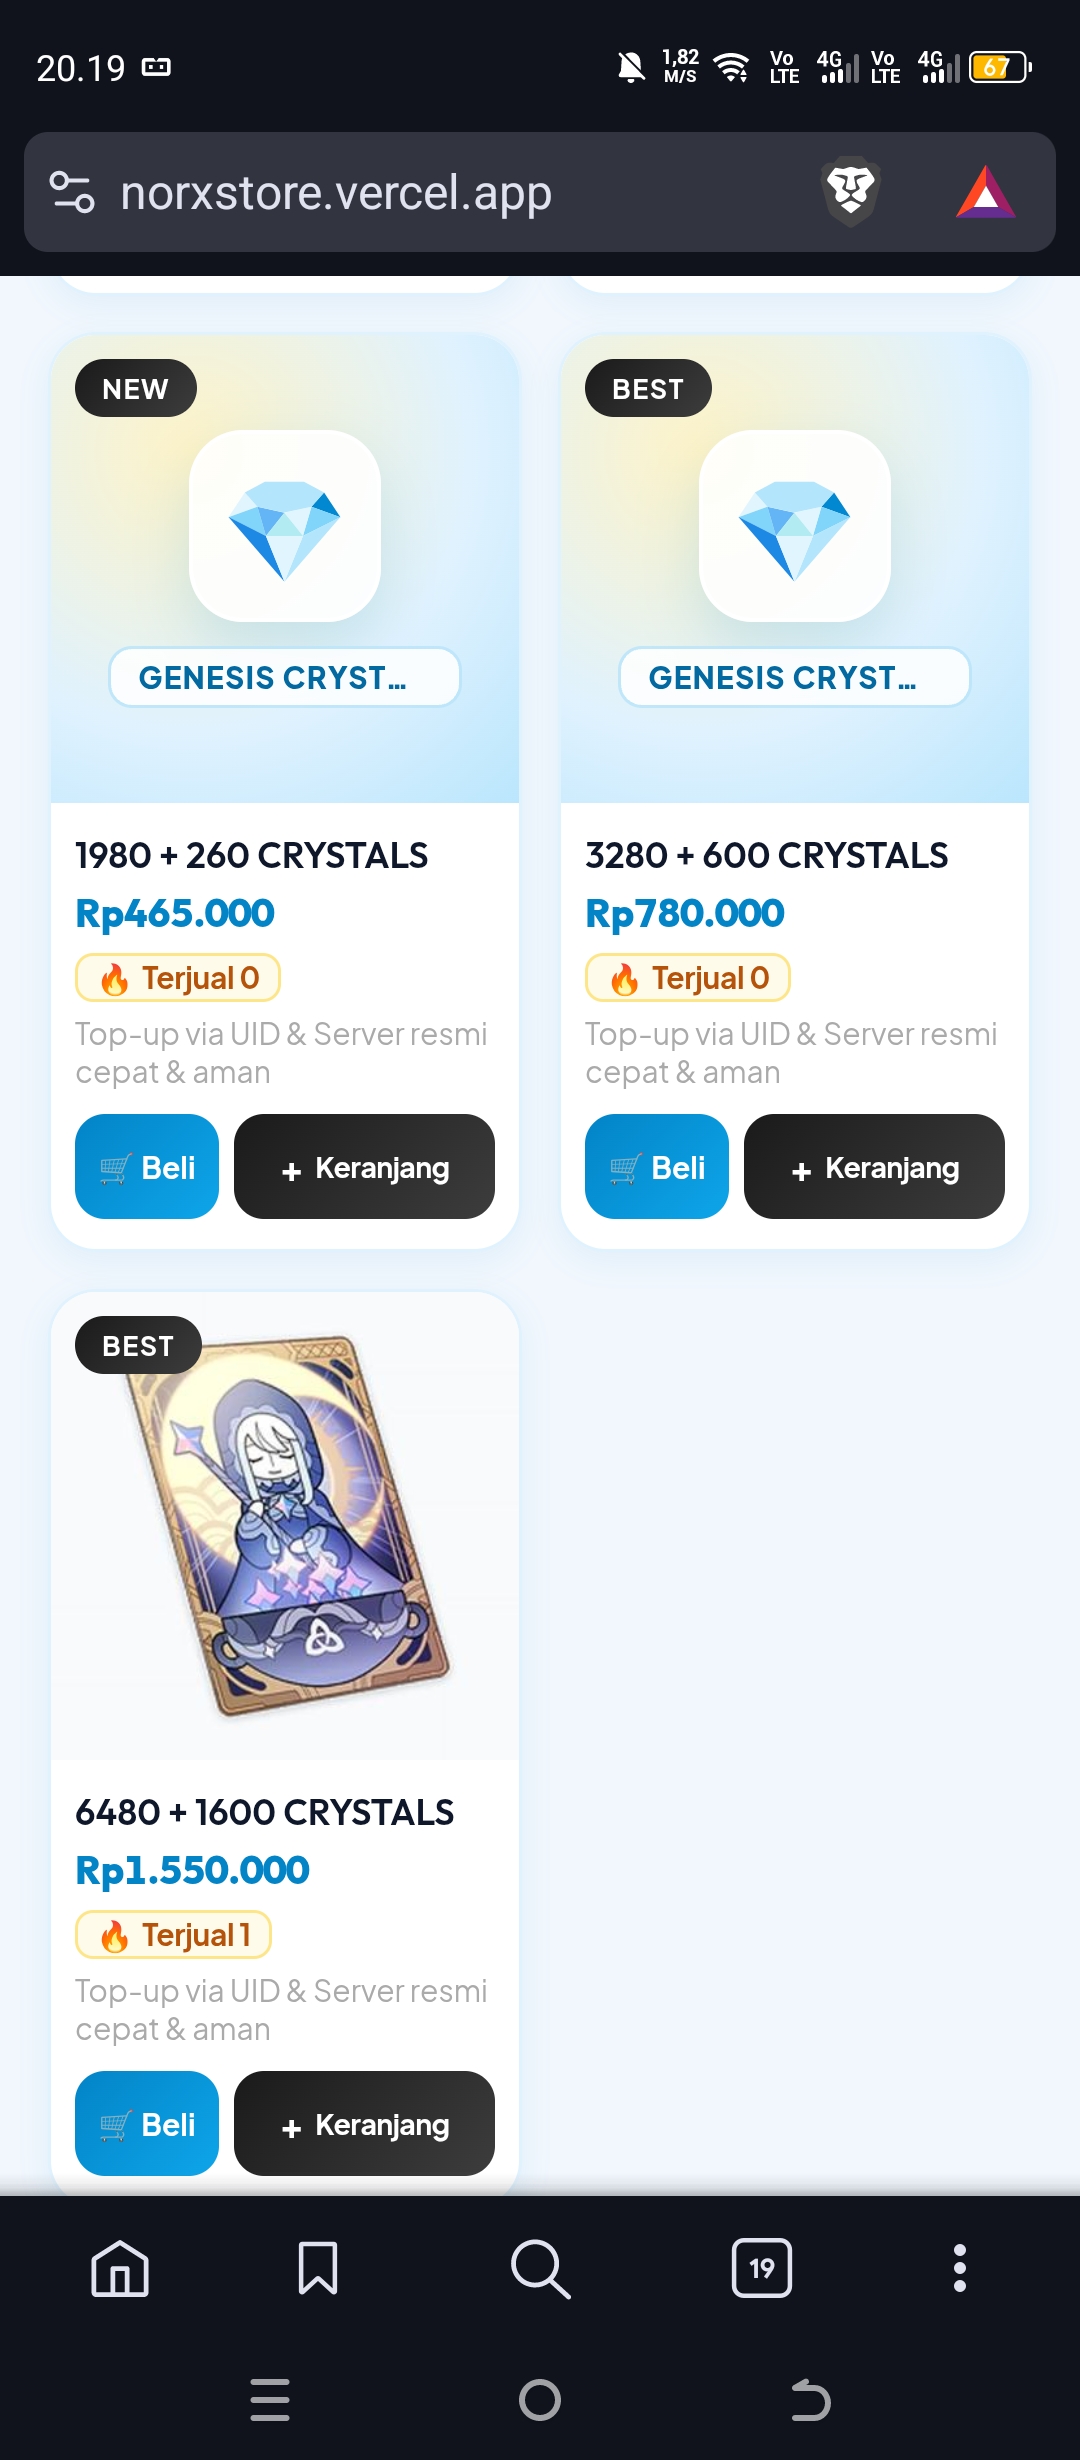 20.19
1,82 M/S
Vo LTE 4G Vo LTE 4G 67
norxstore.vercel.app
NEW
BEST
GENESIS CRYST...
GENESIS CRYST...
1980 + 260 CRYSTALS
Rp465.000
🔥 Terjual 0
Top-up via UID & Server resmi
cepat & aman
🛒 Beli
+ Keranjang
3280 + 600 CRYSTALS
Rp780.000
🔥 Terjual 0
Top-up via UID & Server resmi
cepat & aman
🛒 Beli
+ Keranjang
BEST
6480 + 1600 CRYSTALS
Rp1.550.000
🔥 Terjual 1
Top-up via UID & Server resmi
cepat & aman
🛒 Beli
+ Keranjang
19